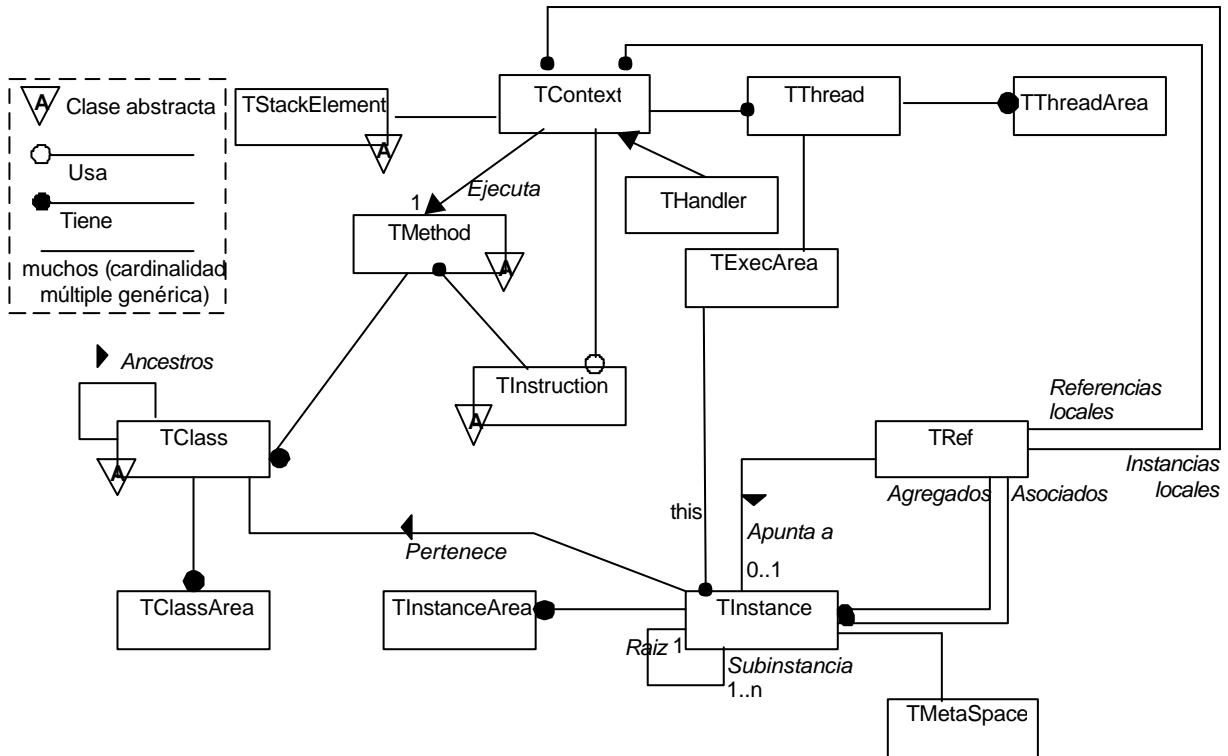 A
Clase abstracta
Usa
Tiene
muchos (cardinalidad
múltiple genérica)
TStackElement
A
TContext
TThread
TThreadArea
THandler
Ejecuta
1
TMethod
A
TExecArea
Ancestros
TInstruction
A
TClass
A
Referencias
locales
TRef
Instancias
locales
Agregados
Asociados
this
Apunta a
0..1
Pertenece
TClassArea
TInstanceArea
TInstance
Raiz
1
Subinstancia
1..n
TMetaSpace